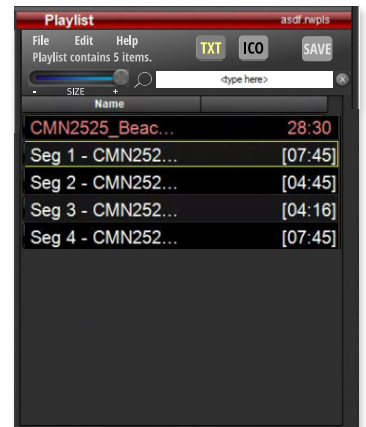 Playlist asdf.rwpls
File Edit Help
TXT ICO SAVE
Playlist contains 5 items.
<type here>
- SIZE +
Name
CMN2525_Beac... 28:30
Seg 1 - CMN252... [07:45]
Seg 2 - CMN252... [04:45]
Seg 3 - CMN252... [04:16]
Seg 4 - CMN252... [07:45]